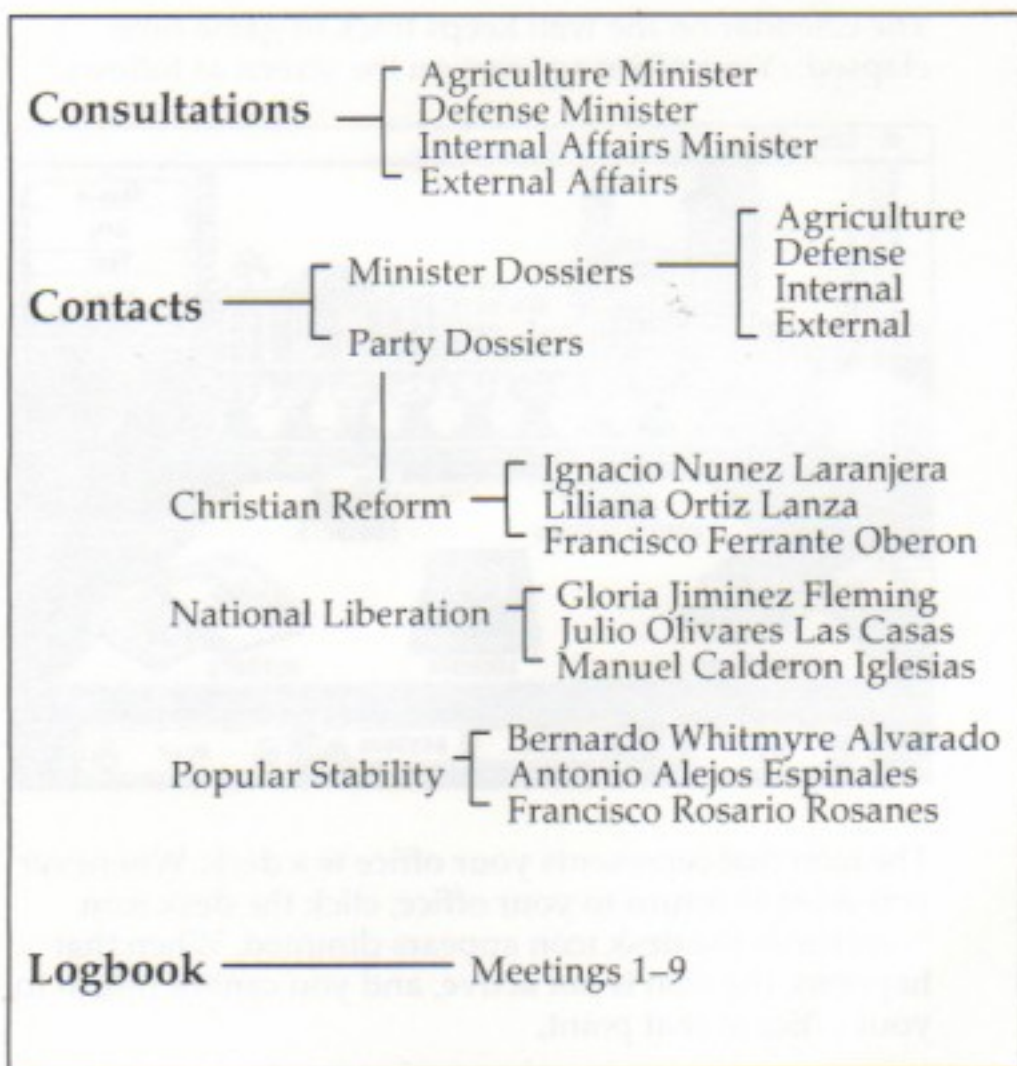 Consultations
Agriculture Minister
Defense Minister
Internal Affairs Minister
External Affairs
Contacts
Minister Dossiers
Agriculture
Defense
Internal
External
Party Dossiers
Christian Reform
Ignacio Nunez Laranjera
Liliana Ortiz Lanza
Francisco Ferrante Oberon
National Liberation
Gloria Jiminez Fleming
Julio Olivares Las Casas
Manuel Calderon Iglesias
Popular Stability
Bernardo Whitmyre Alvarado
Antonio Alejos Espinales
Francisco Rosario Rosanes
Logbook
Meetings 1–9